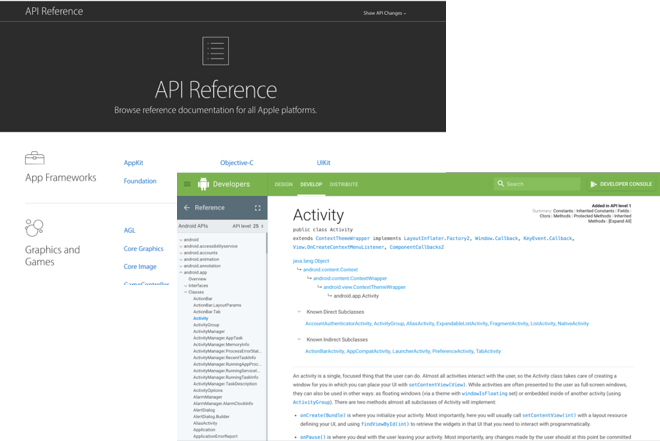 API Reference
Show API Changes
API Reference
Browse reference documentation for all Apple platforms.
App Frameworks
AppKit
Objective-C
UIKit
Foundation
Graphics and
Games
AGL
Core Graphics
Core Image
GameController
Developers
DESIGN
DEVELOP
DISTRIBUTE
Search
DEVELOPER CONSOLE
Reference
Android APIs
API level: 25
android
android.accessibilityservice
android.accounts
android.animation
android.annotation
android.app
Overview
Interfaces
Classes
ActionBar
ActionBar.LayoutParams
ActionBar.Tab
Activity
ActivityGroup
ActivityManager
ActivityManager.AppTask
ActivityManager.MemoryInfo
ActivityManager.ProcessErrorStat...
ActivityManager.RecentTaskInfo
ActivityManager.RunningAppProc...
ActivityManager.RunningServiceI...
ActivityManager.RunningTaskInfo
ActivityManager.TaskDescription
ActivityOptions
AlarmManager
AlarmManager.AlarmClockInfo
AlertDialog
AlertDialog.Builder
AliasActivity
Application
ApplicationErrorReport
Added in API level 1
Summary: Constants | Inherited Constants | Fields |
Ctors | Methods | Protected Methods | Inherited
Methods | [Expand All]
Activity
public class Activity
extends ContextThemeWrapper implements LayoutInflater.Factory2, Window.Callback, KeyEvent.Callback,
View.OnCreateContextMenuListener, ComponentCallbacks2
java.lang.Object
↳ android.content.Context
↳ android.content.ContextWrapper
↳ android.view.ContextThemeWrapper
↳ android.app.Activity
Known Direct Subclasses
AccountAuthenticatorActivity, ActivityGroup, AliasActivity, ExpandableListActivity, FragmentActivity, ListActivity, NativeActivity
Known Indirect Subclasses
ActionBarActivity, AppCompatActivity, LauncherActivity, PreferenceActivity, TabActivity
An activity is a single, focused thing that the user can do. Almost all activities interact with the user, so the Activity class takes care of creating a
window for you in which you can place your UI with setContentView(View). While activities are often presented to the user as full-screen windows,
they can also be used in other ways: as floating windows (via a theme with windowIsFloating set) or embedded inside of another activity (using
ActivityGroup). There are two methods almost all subclasses of Activity will implement:
• onCreate(Bundle) is where you initialize your activity. Most importantly, here you will usually call setContentView(int) with a layout resource
defining your UI, and using findViewById(int) to retrieve the widgets in that UI that you need to interact with programmatically.
• onPause() is where you deal with the user leaving your activity. Most importantly, any changes made by the user should at this point be committed